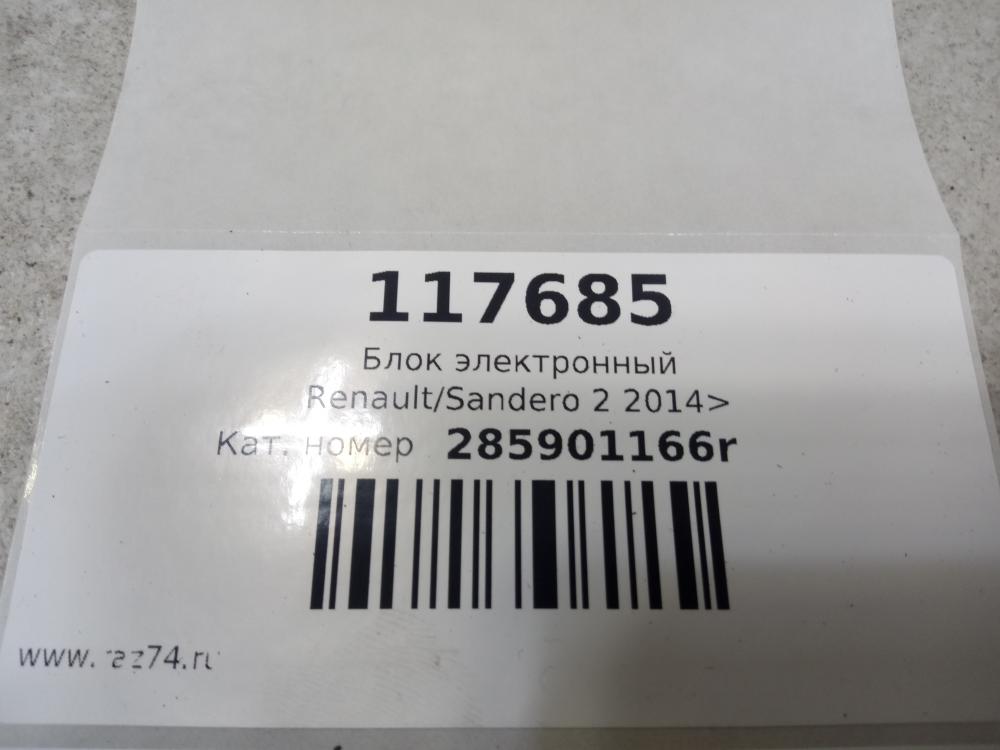 117685
Блок электронный
Renault/Sandero 2 2014>
Кат. номер 285901166r